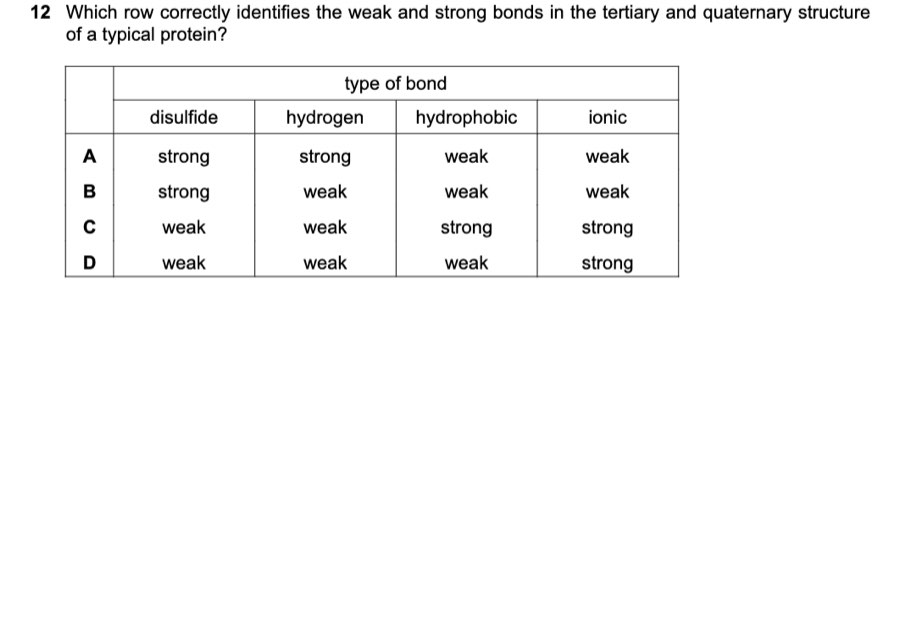 12 Which row correctly identifies the weak and strong bonds in the tertiary and quaternary structure
of a typical protein?
type of bond
disulfide hydrogen hydrophobic ionic
A strong strong weak weak
B strong weak weak weak
C weak weak strong strong
D weak weak weak strong